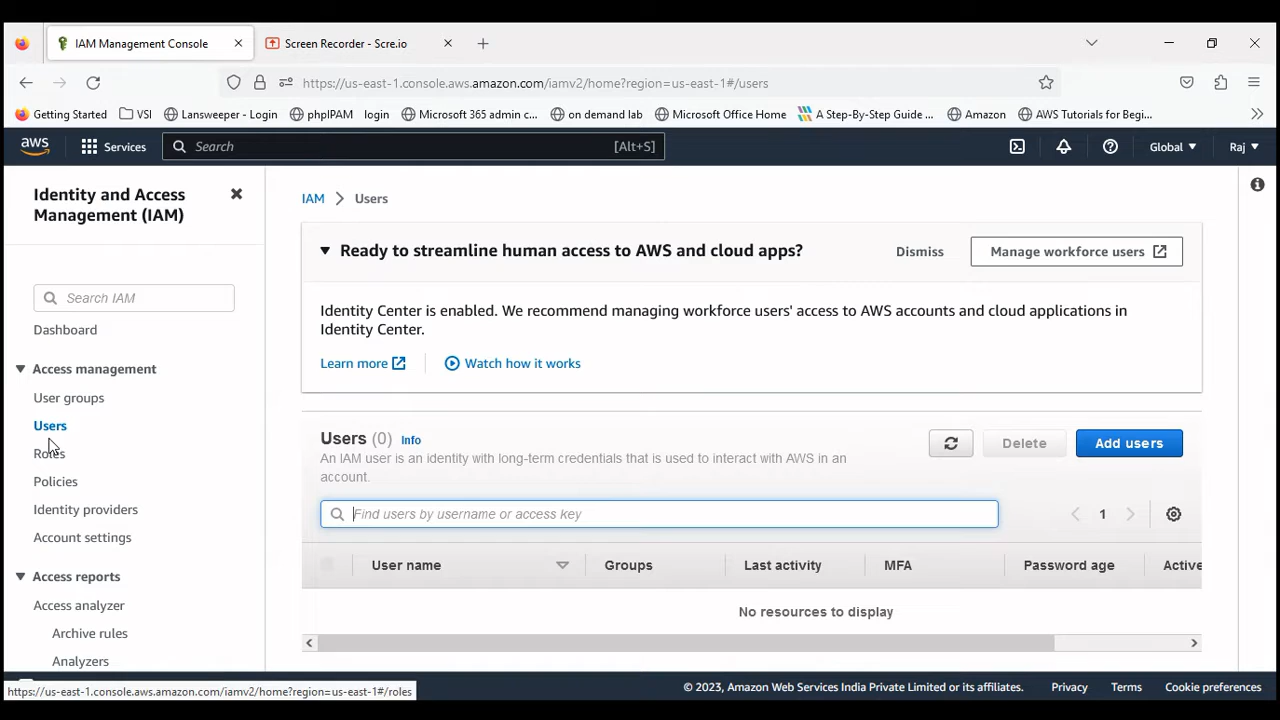 IAM Management Console
Screen Recorder - Scre.io
https://us-east-1.console.aws.amazon.com/iamv2/home?region=us-east-1#/users
Getting Started VSI Lansweeper - Login phpIPAM login Microsoft 365 admin c... on demand lab Microsoft Office Home A Step-By-Step Guide ... Amazon AWS Tutorials for Begi...
aws Services Search [Alt+S] Global Raj
Identity and Access
Management (IAM)
Search IAM
Dashboard
Access management
User groups
Users
Roles
Policies
Identity providers
Account settings
Access reports
Access analyzer
Archive rules
Analyzers
IAM > Users
Ready to streamline human access to AWS and cloud apps? Dismiss Manage workforce users
Identity Center is enabled. We recommend managing workforce users' access to AWS accounts and cloud applications in
Identity Center.
Learn more Watch how it works
Users (0) Info Delete Add users
An IAM user is an identity with long-term credentials that is used to interact with AWS in an
account.
Find users by username or access key 1
User name Groups Last activity MFA Password age Active
No resources to display
https://us-east-1.console.aws.amazon.com/iamv2/home?region=us-east-1#/roles
© 2023, Amazon Web Services India Private Limited or its affiliates. Privacy Terms Cookie preferences